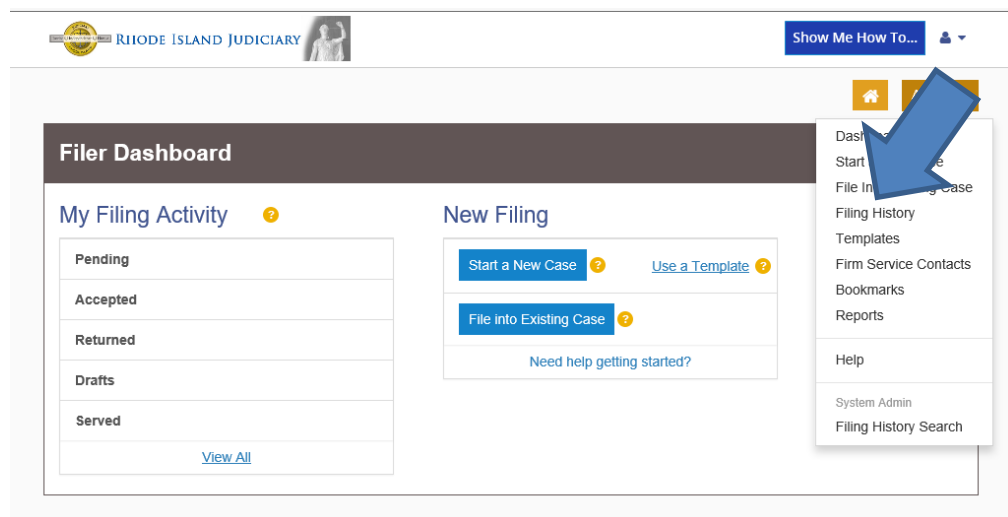 RHODE ISLAND JUDICIARY
Show Me How To...
Filer Dashboard
My Filing Activity
Pending
Accepted
Returned
Drafts
Served
View All
New Filing
Start a New Case
Use a Template
File into Existing Case
Need help getting started?
Start
Case
Filing History
Templates
Firm Service Contacts
Bookmarks
Reports
Help
System Admin
Filing History Search